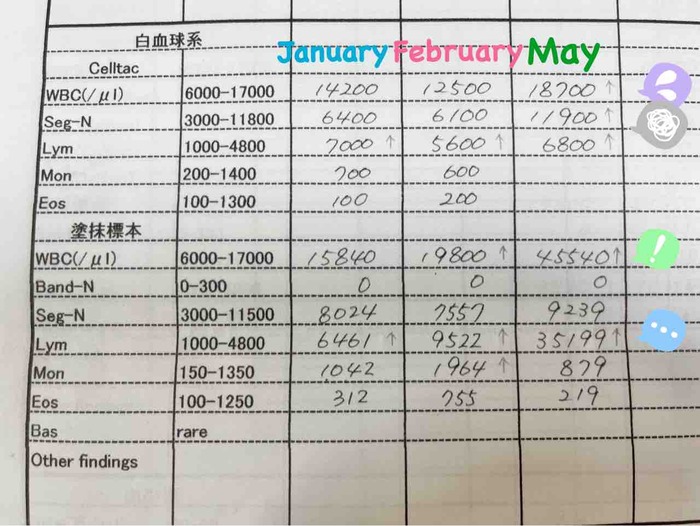 白血球系
January February May
Celltac
WBC(/μl) 6000-17000 14200 12500 18700 ↑
Seg-N 3000-11800 6400 6100 11900 ↑
Lym 1000-4800 7000 ↑ 5600 ↑ 6800 ↑
Mon 200-1400 700 600
Eos 100-1300 100 200
塗抹標本
WBC(/μl) 6000-17000 15840 19800 ↑ 45540 ↑
Band-N 0-300 0 0 0
Seg-N 3000-11500 8024 7557 9239
Lym 1000-4800 6461 ↑ 9522 ↑ 35199 ↑
Mon 150-1350 1042 1964 ↑ 879
Eos 100-1250 312 755 219
Bas rare
Other findings